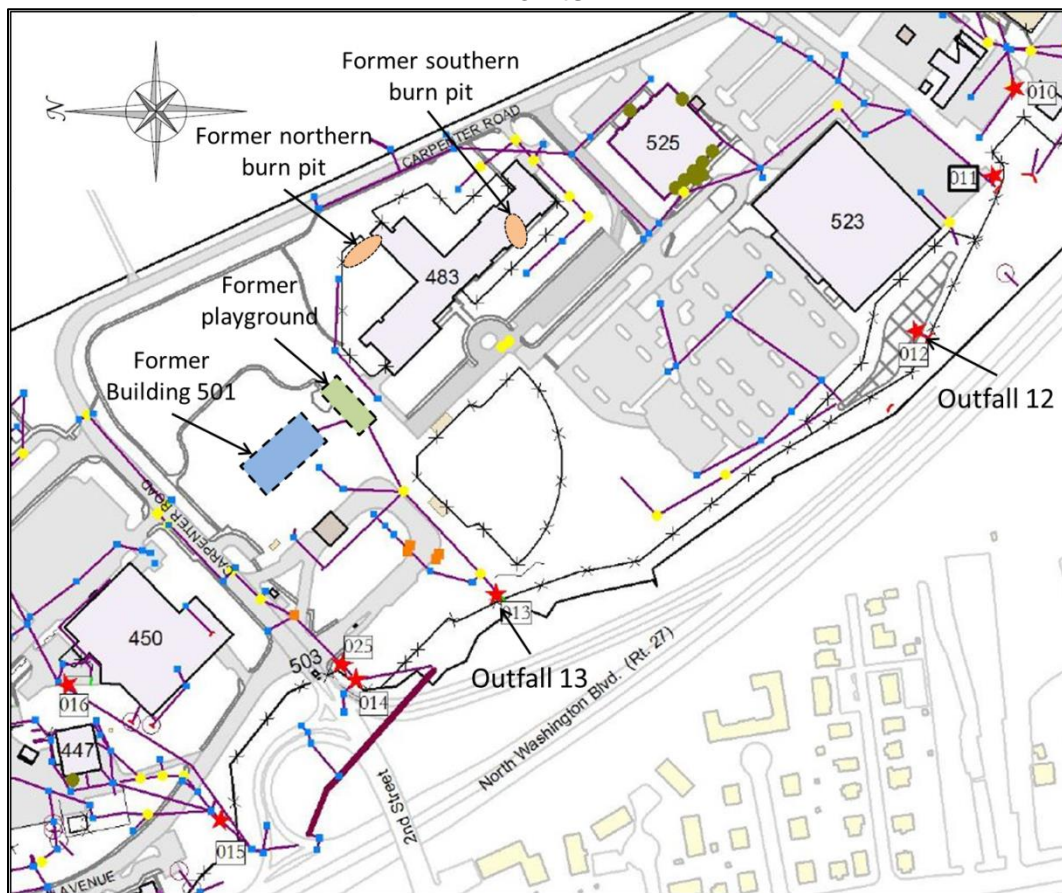 N
Former southern
burn pit
Former northern
burn pit
CARPENTER ROAD
525
010
011
523
483
Former
playground
Former
Building 501
012
Outfall 12
CARPENTER ROAD
450
013
Outfall 13
503
025
014
016
447
015
2nd Street
North Washington Blvd. (Rt. 27)
AVENUE